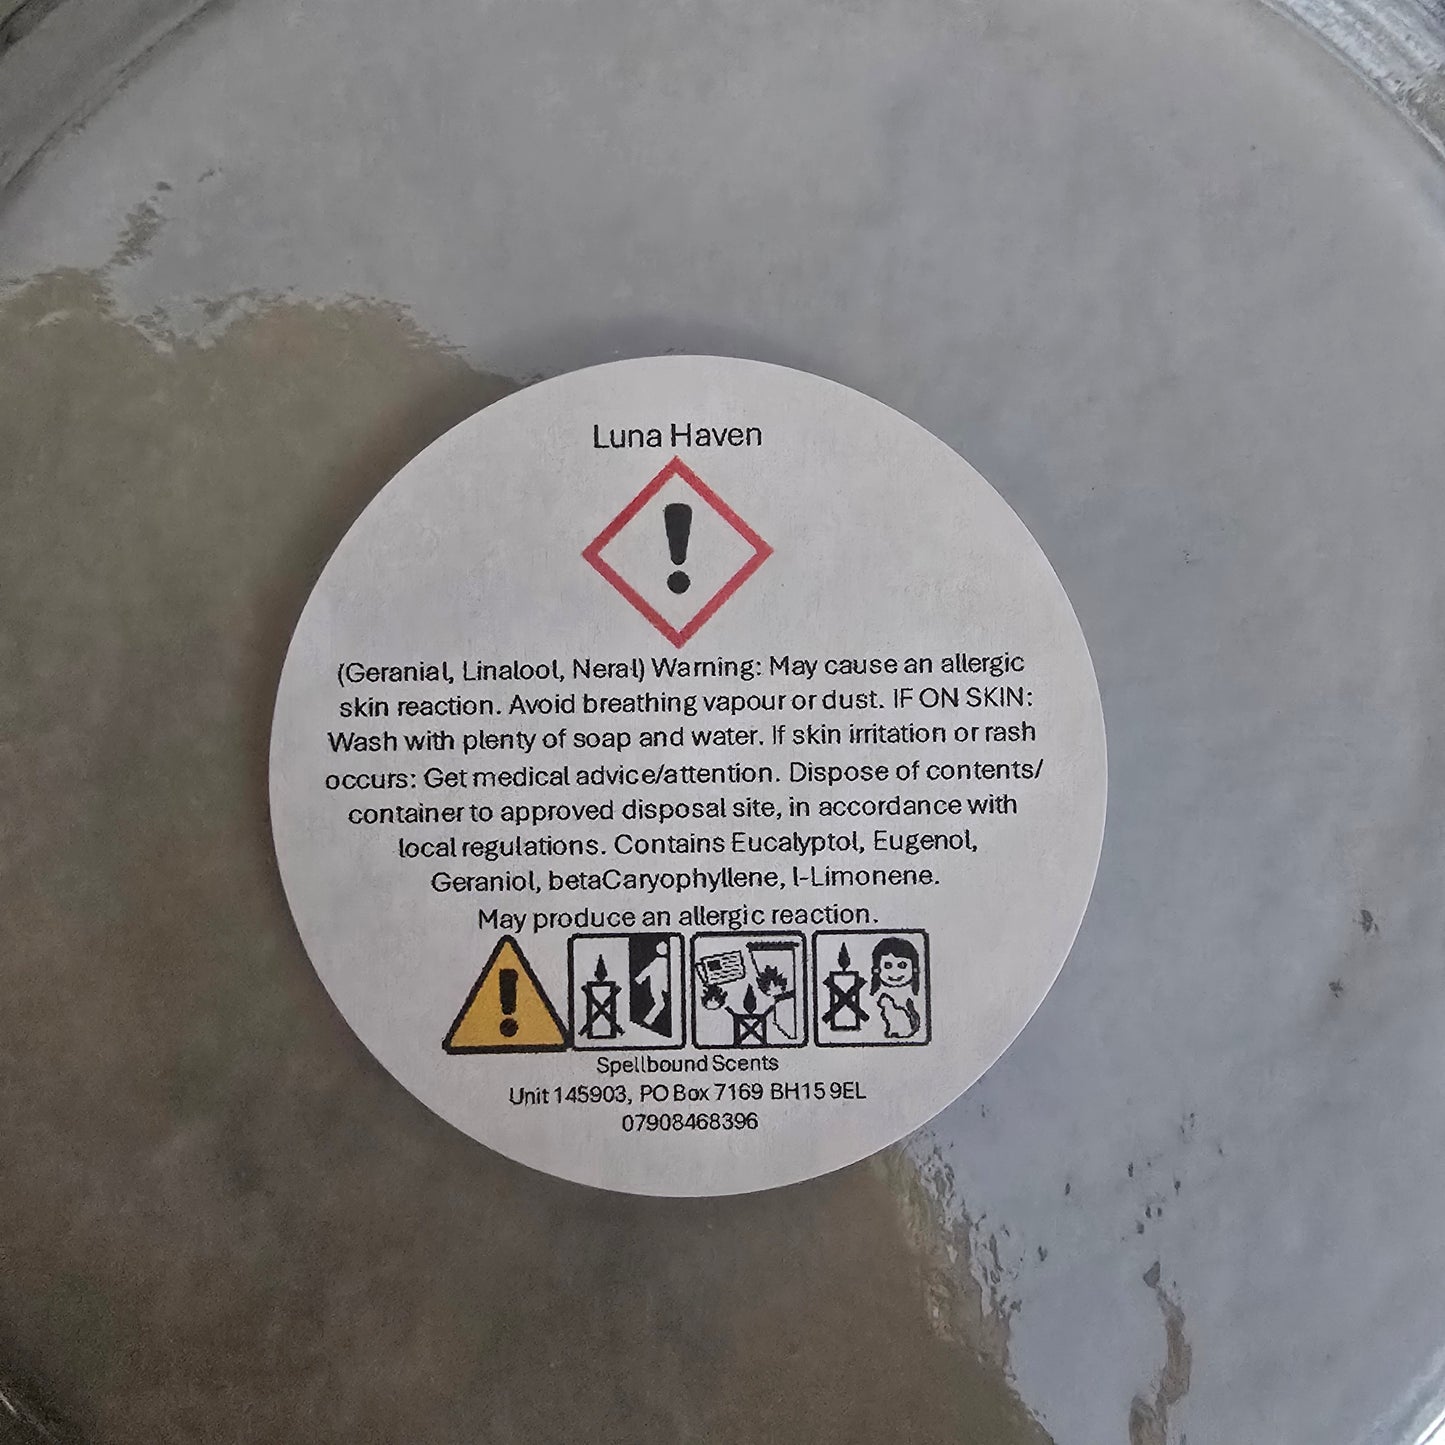 Luna Haven
(Geranial, Linalool, Neral) Warning: May cause an allergic
skin reaction. Avoid breathing vapour or dust. IF ON SKIN:
Wash with plenty of soap and water. If skin irritation or rash
occurs: Get medical advice/attention. Dispose of contents/
container to approved disposal site, in accordance with
local regulations. Contains Eucalyptol, Eugenol,
Geraniol, betaCaryophyllene, l-Limonene.
May produce an allergic reaction.
Spellbound Scents
Unit 145903, PO Box 7169 BH15 9EL
07908468396